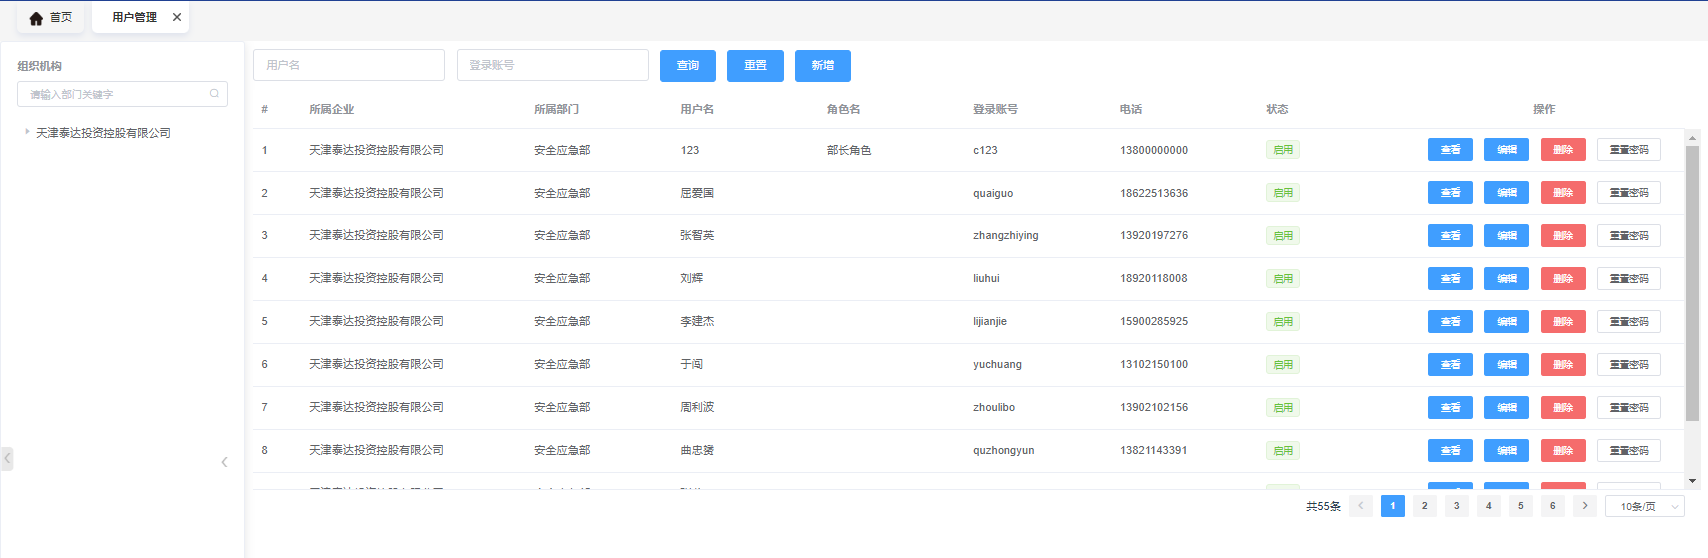 首页 用户管理
组织机构
请输入部门关键字
天津泰达投资控股有限公司
用户名 登录账号 查询 重置 新增
# 所属企业 所属部门 用户名 角色名 登录账号 电话 状态 操作
1 天津泰达投资控股有限公司 安全应急部 123 部长角色 c123 13800000000 启用 查看 编辑 删除 重置密码
2 天津泰达投资控股有限公司 安全应急部 屈爱国 quaiguo 18622513636 启用 查看 编辑 删除 重置密码
3 天津泰达投资控股有限公司 安全应急部 张智英 zhangzhiying 13920197276 启用 查看 编辑 删除 重置密码
4 天津泰达投资控股有限公司 安全应急部 刘辉 liuhui 18920118008 启用 查看 编辑 删除 重置密码
5 天津泰达投资控股有限公司 安全应急部 李建杰 lijianjie 15900285925 启用 查看 编辑 删除 重置密码
6 天津泰达投资控股有限公司 安全应急部 于闯 yuchuang 13102150100 启用 查看 编辑 删除 重置密码
7 天津泰达投资控股有限公司 安全应急部 周利波 zhoulibo 13902102156 启用 查看 编辑 删除 重置密码
8 天津泰达投资控股有限公司 安全应急部 曲忠赟 quzhongyun 13821143391 启用 查看 编辑 删除 重置密码
共55条 1 2 3 4 5 6 10条/页